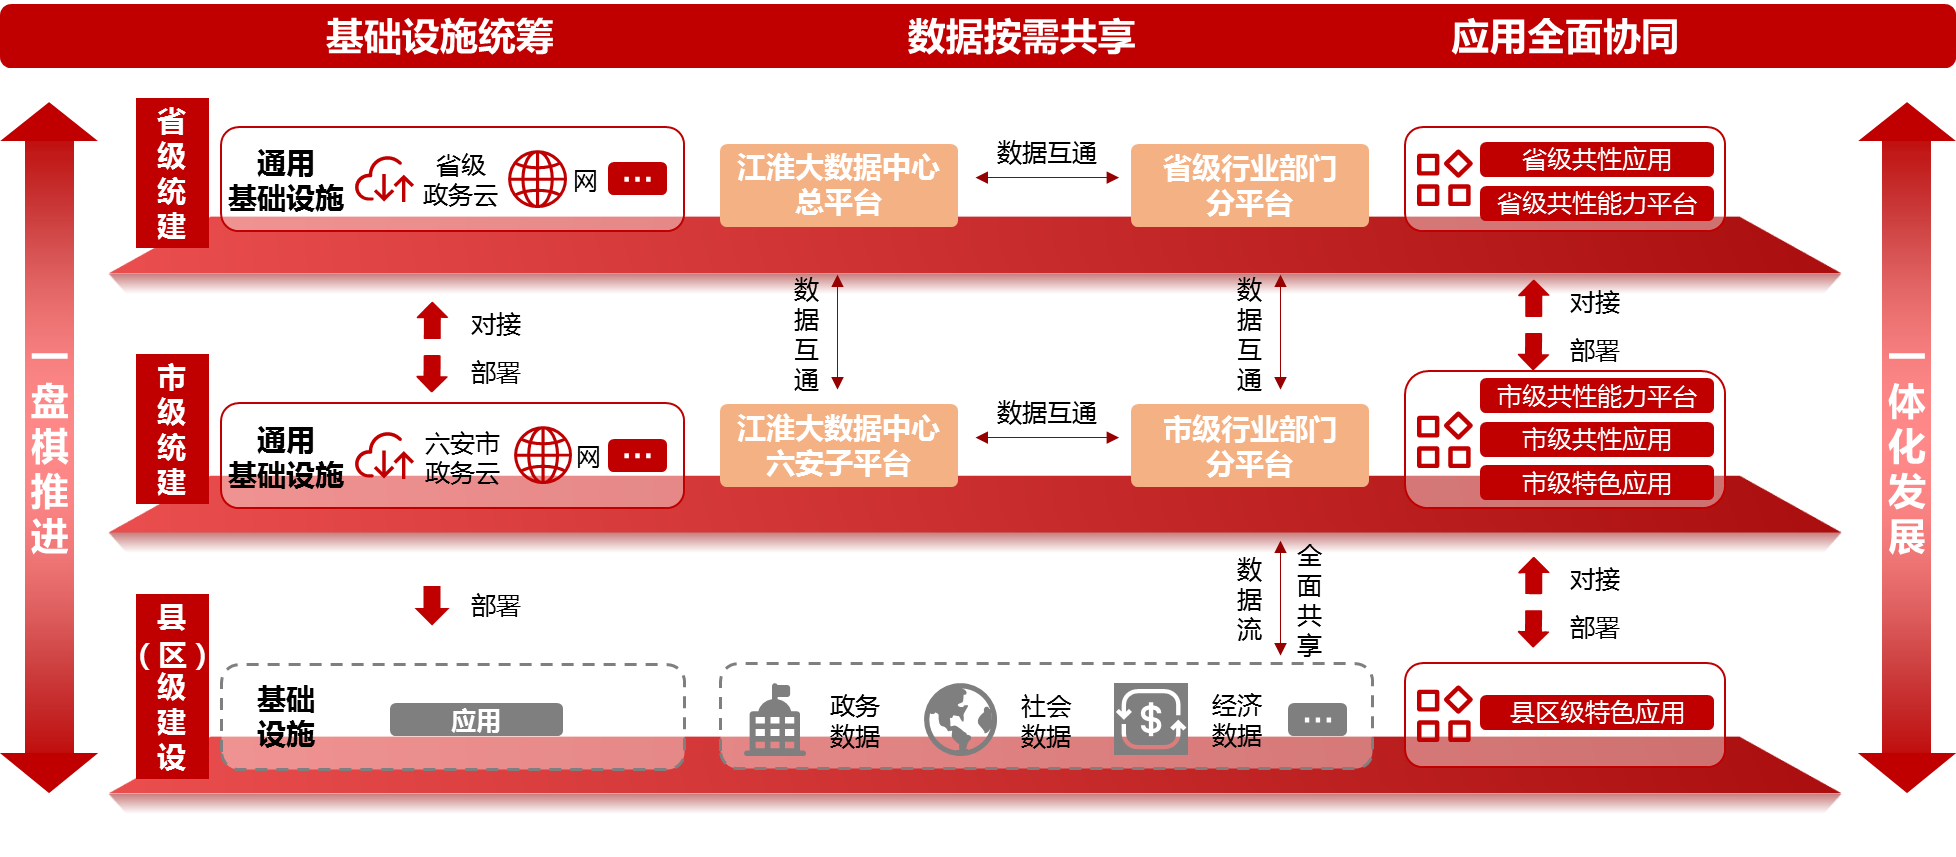 基础设施统筹
数据按需共享
应用全面协同
一盘棋推进
一体化发展
省级统建
通用
基础设施
省级
政务云
网
...
江淮大数据中心
总平台
数据互通
省级行业部门
分平台
省级共性应用
省级共性能力平台
对接
部署
数据互通
数据互通
对接
部署
市级统建
通用
基础设施
六安市
政务云
网
...
江淮大数据中心
六安子平台
数据互通
市级行业部门
分平台
市级共性能力平台
市级共性应用
市级特色应用
部署
数据流
全面共享
对接
部署
县
（区）
级
建
设
基础
设施
应用
政务
数据
社会
数据
$
经济
数据
...
县区级特色应用